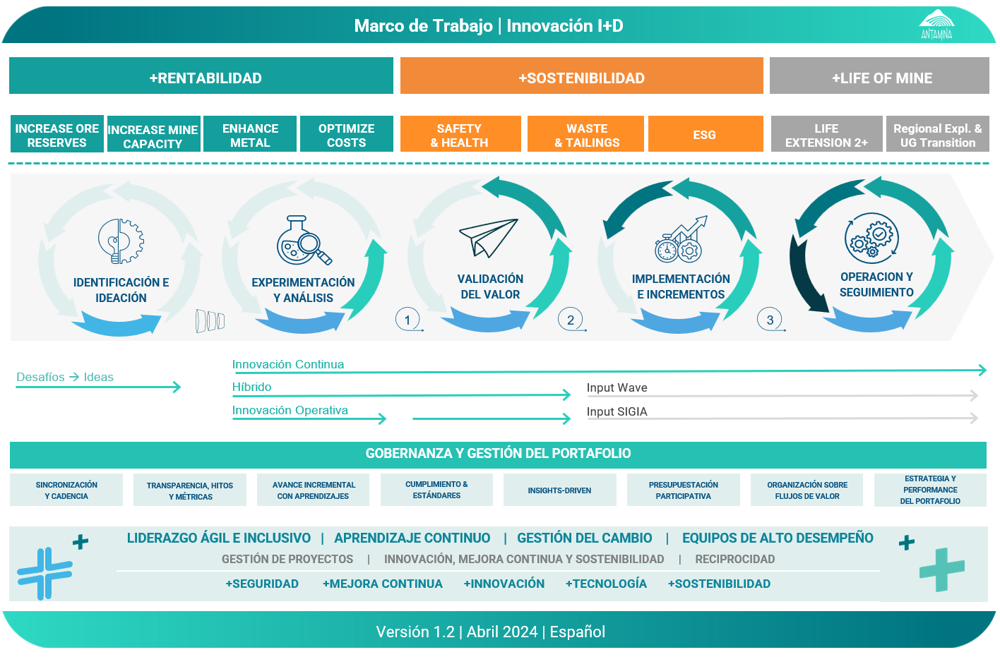 Marco de Trabajo | Innovación I+D
ANTAMINA
+RENTABILIDAD
+SOSTENIBILIDAD
+LIFE OF MINE
INCREASE ORE
RESERVES
INCREASE MINE
CAPACITY
ENHANCE
METAL
OPTIMIZE
COSTS
SAFETY
& HEALTH
WASTE
& TAILINGS
ESG
LIFE
EXTENSION 2+
Regional Expl. &
UG Transition
IDENTIFICACIÓN E
IDEACIÓN
EXPERIMENTACIÓN
Y ANÁLISIS
1
VALIDACIÓN
DEL VALOR
2
IMPLEMENTACIÓN
E INCREMENTOS
3
OPERACION Y
SEGUIMIENTO
Desafíos → Ideas
Innovación Continua
Híbrido
Input Wave
Innovación Operativa
Input SIGIA
GOBERNANZA Y GESTIÓN DEL PORTAFOLIO
SINCRONIZACIÓN
Y CADENCIA
TRANSPARENCIA, HITOS
Y MÉTRICAS
AVANCE INCREMENTAL
CON APRENDIZAJES
CUMPLIMIENTO &
ESTÁNDARES
INSIGHTS-DRIVEN
PRESUPUESTACIÓN
PARTICIPATIVA
ORGANIZACIÓN SOBRE
FLUJOS DE VALOR
ESTRATEGIA Y
PERFORMANCE
DEL PORTAFOLIO
LIDERAZGO ÁGIL E INCLUSIVO | APRENDIZAJE CONTINUO | GESTIÓN DEL CAMBIO | EQUIPOS DE ALTO DESEMPEÑO
GESTIÓN DE PROYECTOS | INNOVACIÓN, MEJORA CONTINUA Y SOSTENIBILIDAD | RECIPROCIDAD
+SEGURIDAD +MEJORA CONTINUA +INNOVACIÓN +TECNOLOGÍA +SOSTENIBILIDAD
Versión 1.2 | Abril 2024 | Español